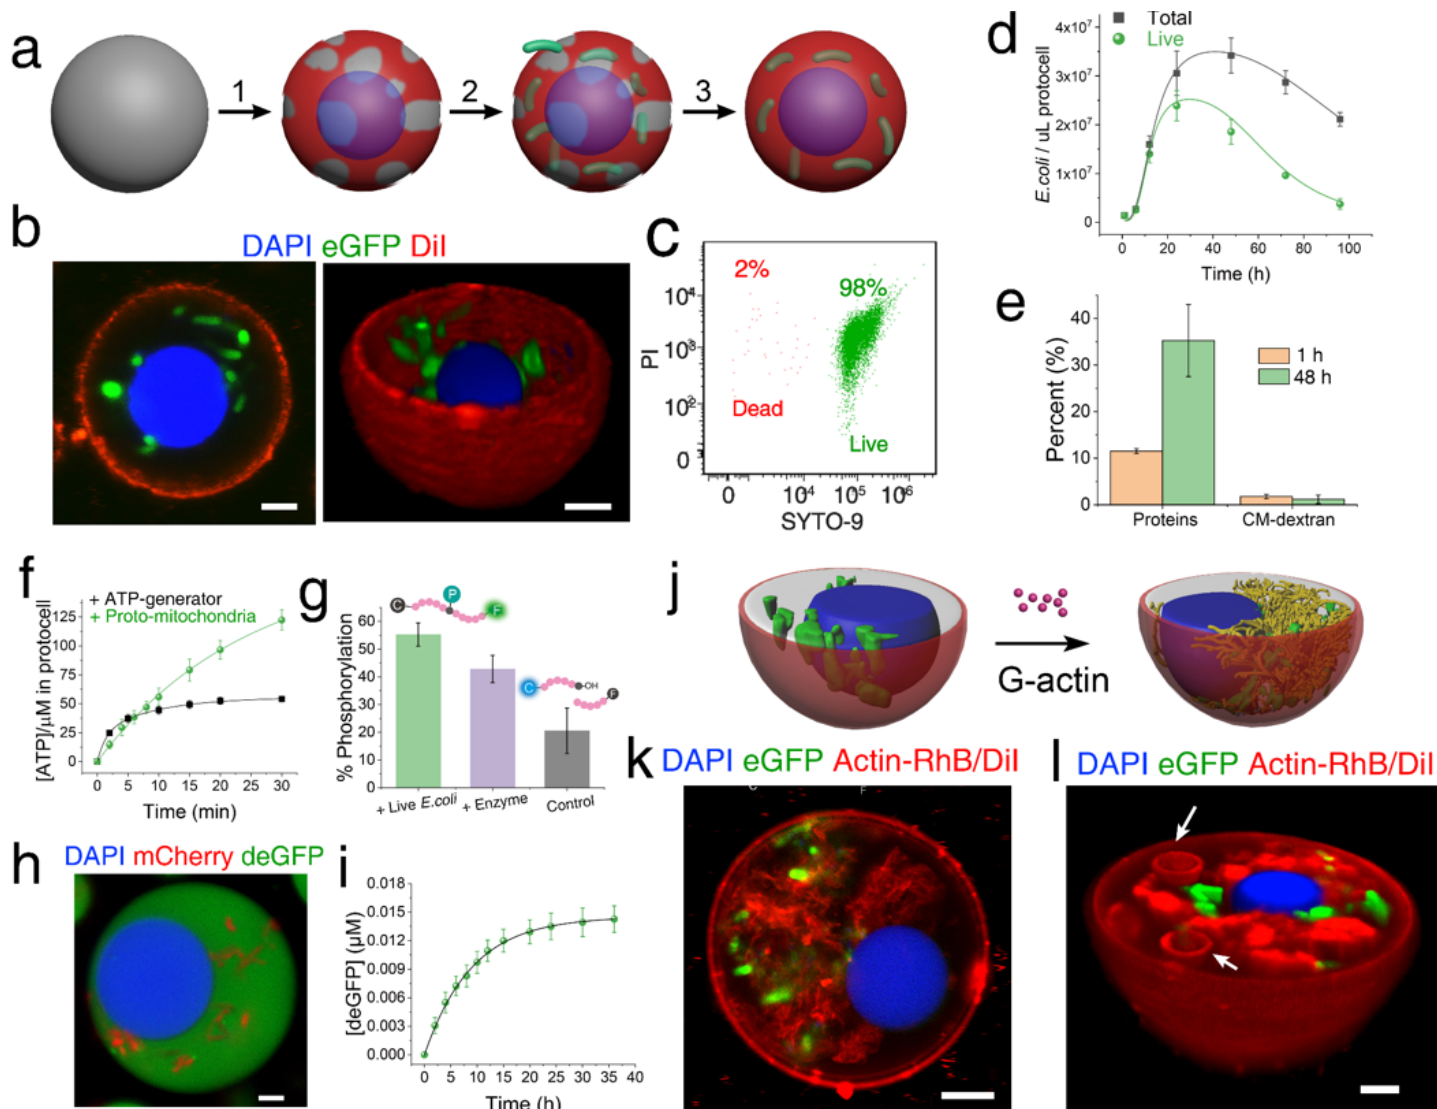 a
1
2
3
b
DAPI eGFP DiI
c
2%
98%
Dead
Live
PI
10⁴
10³
10²
0
0
10⁴
10⁵
10⁶
SYTO-9
d
Total
Live
E.coli / uL protocell
4x10⁷
3x10⁷
2x10⁷
1x10⁷
0
0 20 40 60 80 100
Time (h)
e
Percent (%)
40
30
20
10
0
1 h
48 h
Proteins CM-dextran
f
+ ATP-generator
+ Proto-mitochondria
[ATP]/μM in protocell
125
100
75
50
25
0
0 5 10 15 20 25 30
Time (min)
g
% Phosphorylation
60
50
40
30
20
10
0
C
P
F
C
-OH
F
+ Live E.coli
+ Enzyme
Control
h
DAPI mCherry deGFP
i
[deGFP] (μM)
0.018
0.015
0.012
0.009
0.006
0.003
0.000
0 5 10 15 20 25 30 35 40
Time (h)
j
G-actin
k
DAPI eGFP Actin-RhB/DiI
C
F
l
DAPI eGFP Actin-RhB/DiI